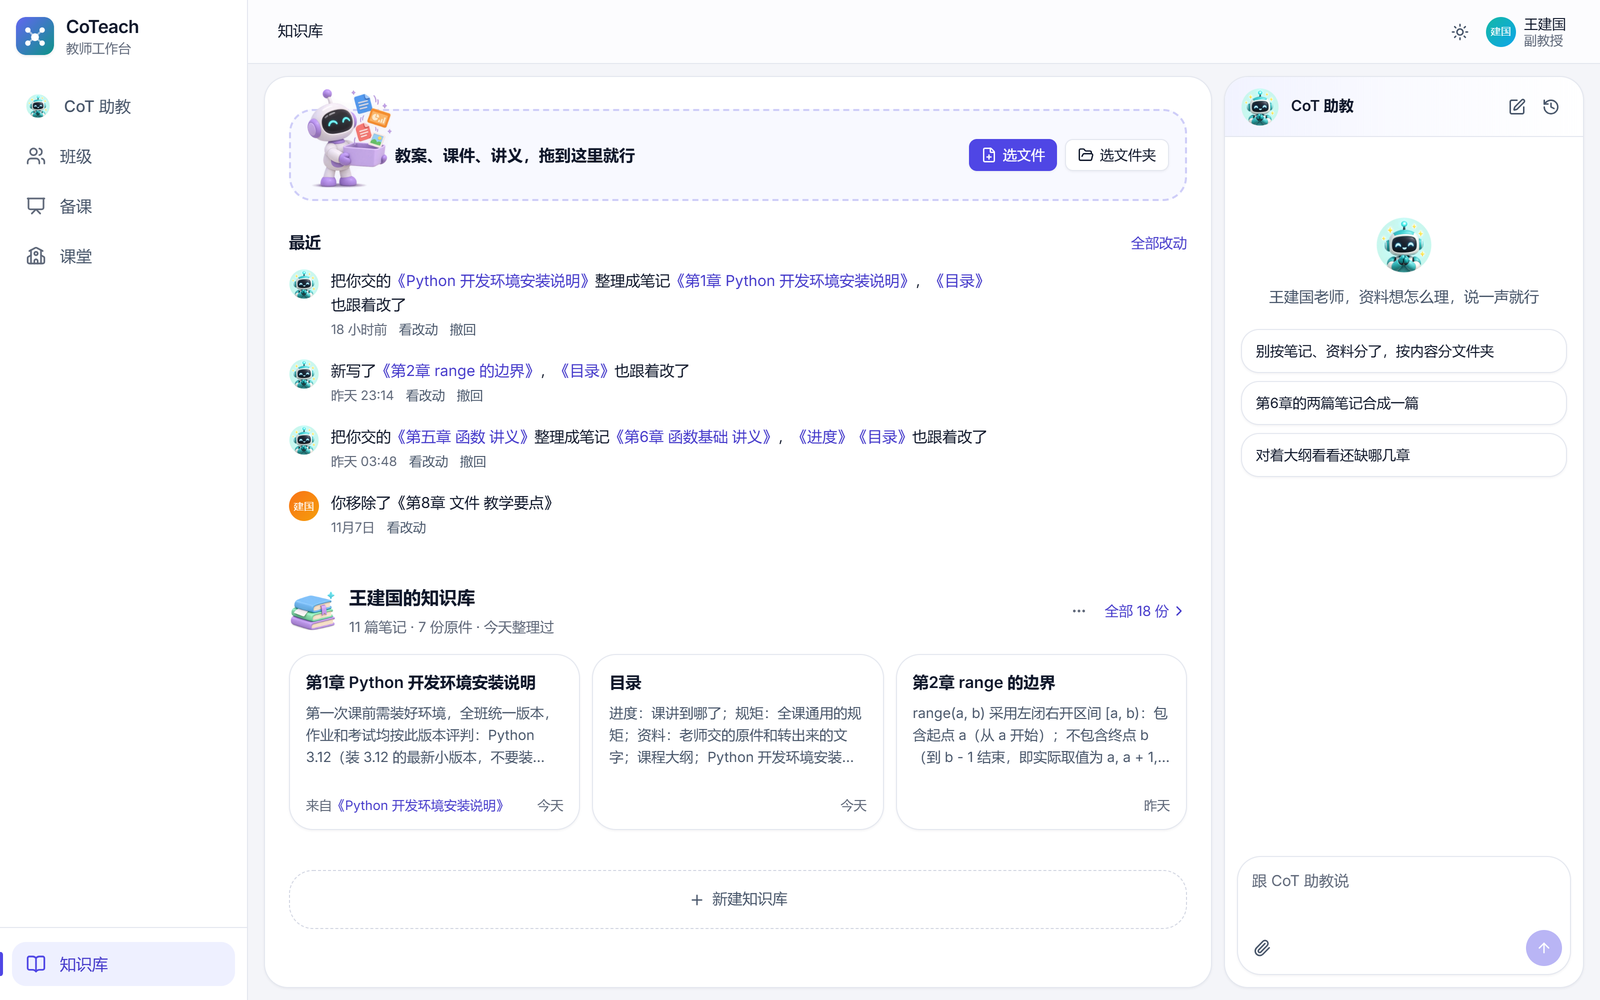 CoTeach
教师工作台
CoT 助教
班级
备课
课堂
知识库
知识库
建国
王建国
副教授
教案、课件、讲义，拖到这里就行
选文件
选文件夹
最近
全部改动
把你交的《Python 开发环境安装说明》整理成笔记《第1章 Python 开发环境安装说明》，《目录》
也跟着改了
18 小时前 看改动 撤回
新写了《第2章 range 的边界》，《目录》也跟着改了
昨天 23:14 看改动 撤回
把你交的《第五章 函数 讲义》整理成笔记《第6章 函数基础 讲义》，《进度》《目录》也跟着改了
昨天 03:48 看改动 撤回
建国
你移除了《第8章 文件 教学要点》
11月7日 看改动
王建国的知识库
11 篇笔记 · 7 份原件 · 今天整理过
全部 18 份
第1章 Python 开发环境安装说明
第一次课前需装好环境，全班统一版本，
作业和考试均按此版本评判：Python
3.12（装 3.12 的最新小版本，不要装...
来自《Python 开发环境安装说明》 今天
目录
进度：课讲到哪了；规矩：全课通用的规
矩；资料：老师交的原件和转出来的文
字；课程大纲；Python 开发环境安装...
今天
第2章 range 的边界
range(a, b) 采用左闭右开区间 [a, b)：包
含起点 a（从 a 开始）；不包含终点 b
（到 b - 1 结束，即实际取值为 a, a + 1,...
昨天
新建知识库
CoT 助教
王建国老师，资料想怎么理，说一声就行
别按笔记、资料分了，按内容分文件夹
第6章的两篇笔记合成一篇
对着大纲看看还缺哪几章
跟 CoT 助教说